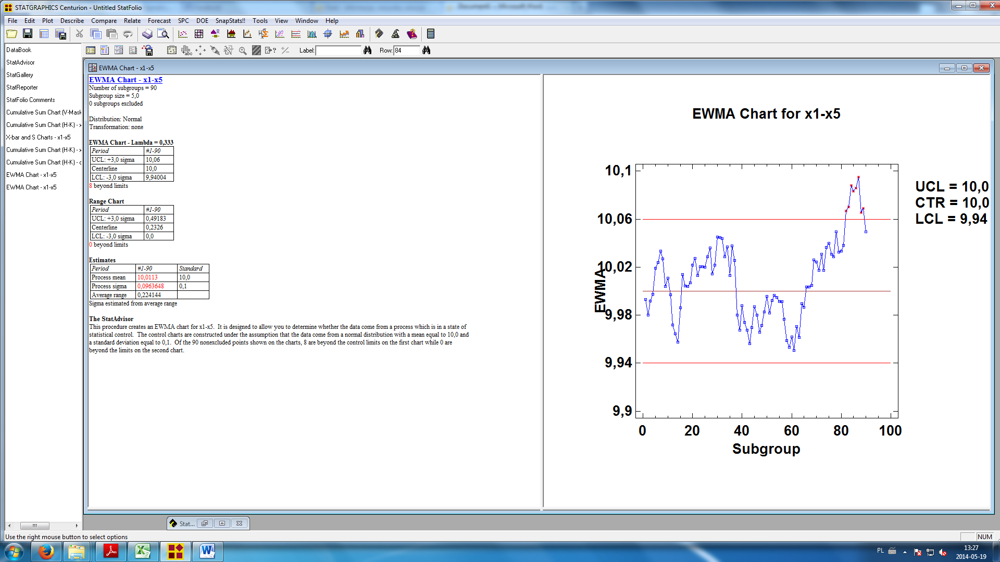 STATGRAPHICS Centurion - Untitled StatFolio
File Edit Plot Describe Compare Relate Forecast SPC DOE SnapStats!! Tools View Window Help
Label: Row: 84
DataBook
StatAdvisor
StatGallery
StatReporter
StatFolio Comments
Cumulative Sum Chart (V-Mask
Cumulative Sum Chart (H-K) - x
X-bar and S Charts - x1-x5
Cumulative Sum Chart (H-K) - x
Cumulative Sum Chart (H-K) - c
EWMA Chart - x1-x5
EWMA Chart - x1-x5
EWMA Chart - x1-x5
EWMA Chart - x1-x5
Number of subgroups = 90
Subgroup size = 5,0
0 subgroups excluded
Distribution: Normal
Transformation: none
EWMA Chart - Lambda = 0,333
Period #1-90
UCL: +3,0 sigma 10,06
Centerline 10,0
LCL: -3,0 sigma 9,94004
8 beyond limits
Range Chart
Period #1-90
UCL: +3,0 sigma 0,49183
Centerline 0,2326
LCL: -3,0 sigma 0,0
0 beyond limits
Estimates
Period #1-90 Standard
Process mean 10,0113 10,0
Process sigma 0,0963648 0,1
Average range 0,224144
Sigma estimated from average range
The StatAdvisor
This procedure creates an EWMA chart for x1-x5. It is designed to allow you to determine whether the data come from a process which is in a state of
statistical control. The control charts are constructed under the assumption that the data come from a normal distribution with a mean equal to 10,0 and
a standard deviation equal to 0,1. Of the 90 nonexcluded points shown on the charts, 8 are beyond the control limits on the first chart while 0 are
beyond the limits on the second chart.
EWMA Chart for x1-x5
10,1
10,06
10,02
9,98
9,94
9,9
EWMA
0 20 40 60 80 100
Subgroup
UCL = 10,0
CTR = 10,0
LCL = 9,94
Stat...
Use the right mouse button to select options
NUM
PL
13:27
2014-05-19